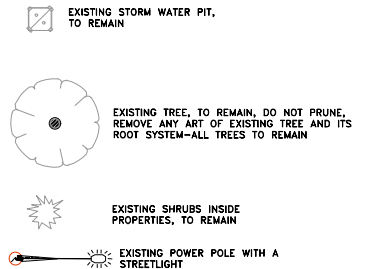 EXISTING STORM WATER PIT,
TO REMAIN
EXISTING TREE, TO REMAIN, DO NOT PRUNE,
REMOVE ANY ART OF EXISTING TREE AND ITS
ROOT SYSTEM-ALL TREES TO REMAIN
EXISTING SHRUBS INSIDE
PROPERTIES, TO REMAIN
EXISTING POWER POLE WITH A
STREETLIGHT